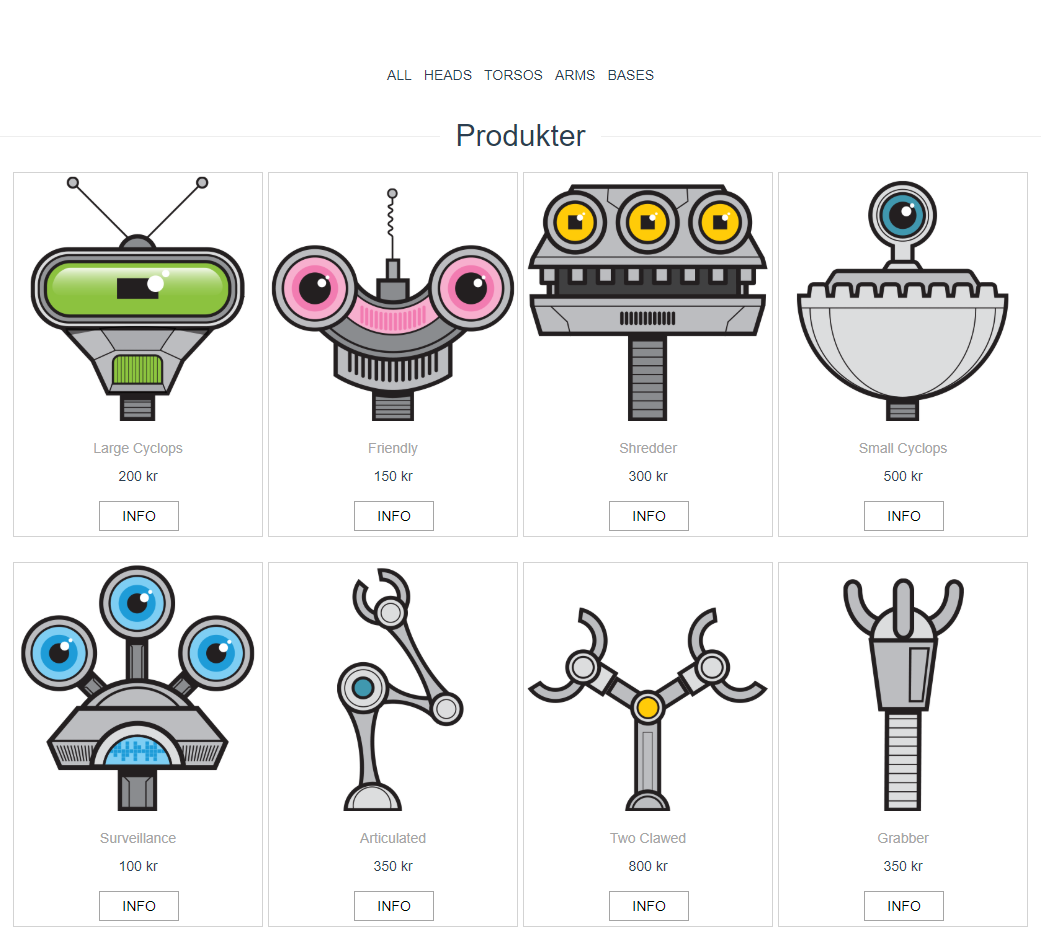 ALL HEADS TORSOS ARMS BASES
Produkter
Large Cyclops
200 kr
INFO
Friendly
150 kr
INFO
Shredder
300 kr
INFO
Small Cyclops
500 kr
INFO
Surveillance
100 kr
INFO
Articulated
350 kr
INFO
Two Clawed
800 kr
INFO
Grabber
350 kr
INFO